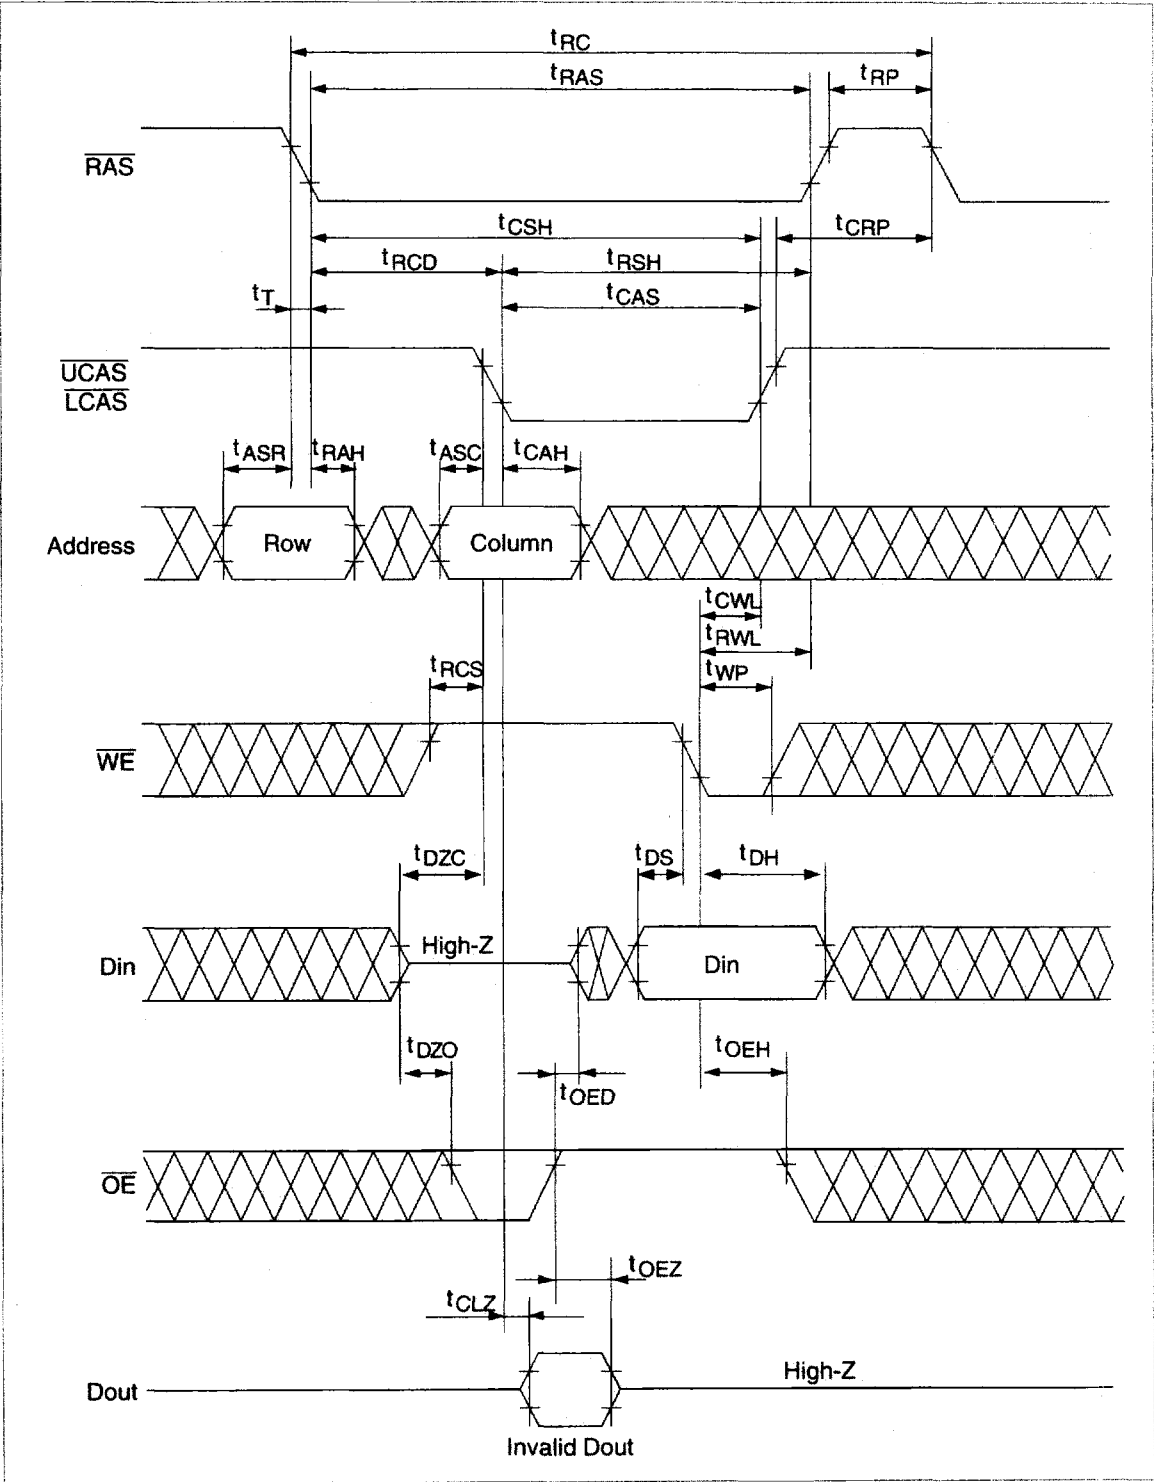 tRC
tRAS
tRP
RAS
tCSH
tCRP
tRCD
tRSH
tT
tCAS
UCAS
LCAS
tASR
tRAH
tASC
tCAH
Address
Row
Column
tCWL
tRWL
tRCS
tWP
WE
tDZC
tDS
tDH
Din
High-Z
Din
tDZO
tOED
tOEH
OE
tOEZ
tCLZ
Dout
High-Z
Invalid Dout